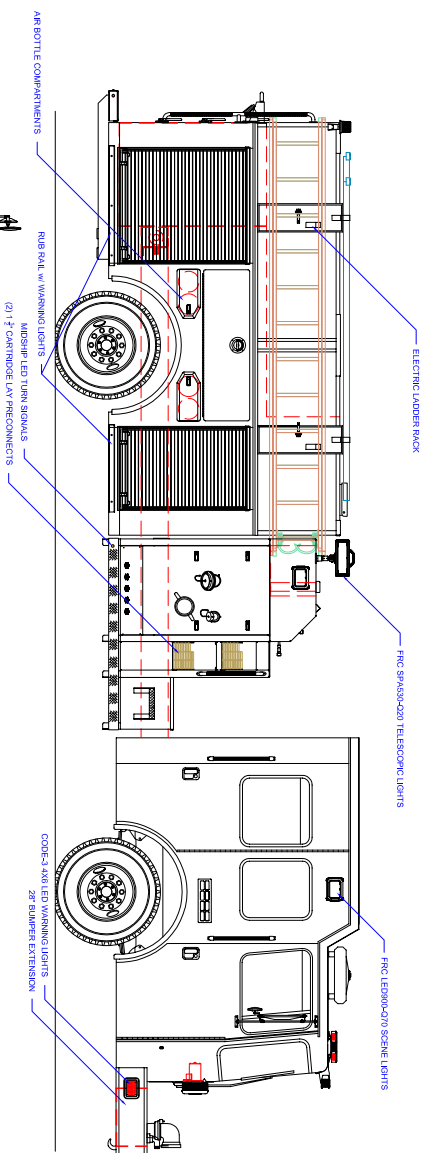 AIR BOTTLE COMPARTMENTS
RUB RAIL w/ WARNING LIGHTS
MIDSHIP LED TURN SIGNALS
(2) 1 3/4" CARTRIDGE LAY PRECONNECTS
ELECTRIC LADDER RACK
FRC SPA530-Q20 TELESCOPIC LIGHTS
FRC LED900-Q70 SCENE LIGHTS
CODE-3 4X6 LED WARNING LIGHTS
28" BUMPER EXTENSION